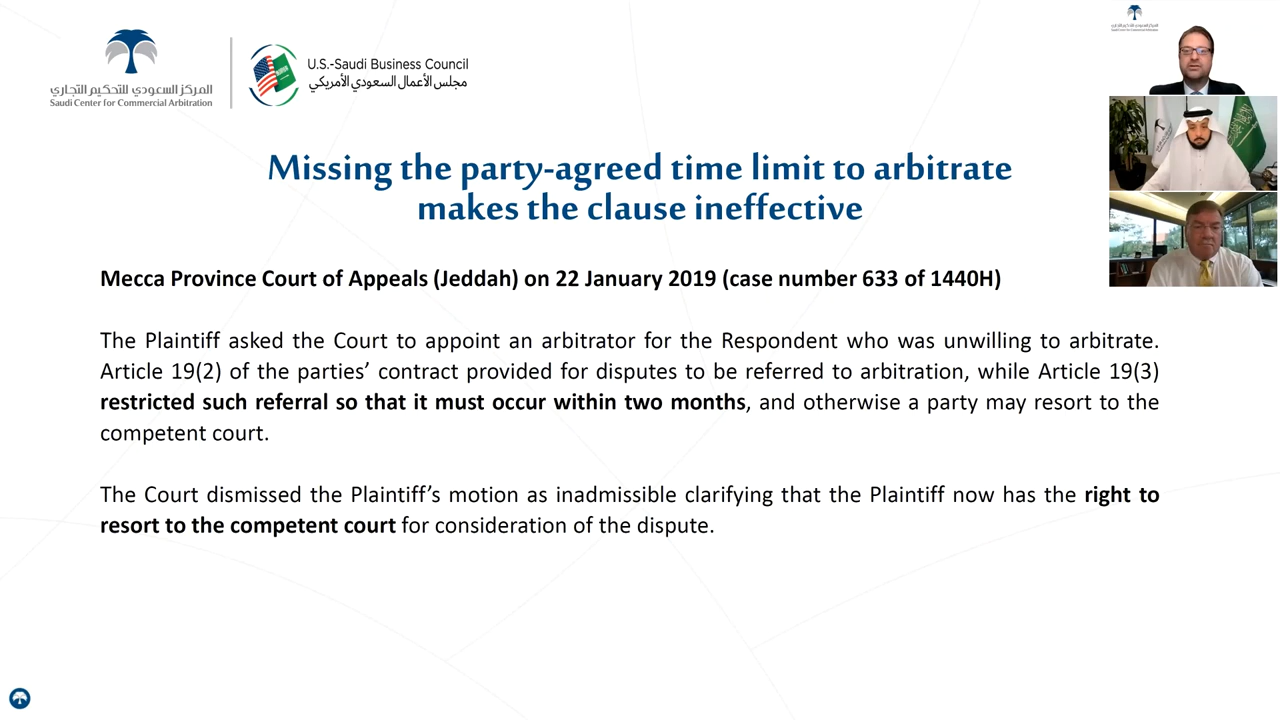 المركز السعودي للتحكيم التجاري
Saudi Center for Commercial Arbitration
U.S.-Saudi Business Council
مجلس الأعمال السعودي الأمريكي
Missing the party-agreed time limit to arbitrate
makes the clause ineffective
Mecca Province Court of Appeals (Jeddah) on 22 January 2019 (case number 633 of 1440H)
The Plaintiff asked the Court to appoint an arbitrator for the Respondent who was unwilling to arbitrate.
Article 19(2) of the parties’ contract provided for disputes to be referred to arbitration, while Article 19(3)
restricted such referral so that it must occur within two months, and otherwise a party may resort to the
competent court.
The Court dismissed the Plaintiff’s motion as inadmissible clarifying that the Plaintiff now has the right to
resort to the competent court for consideration of the dispute.